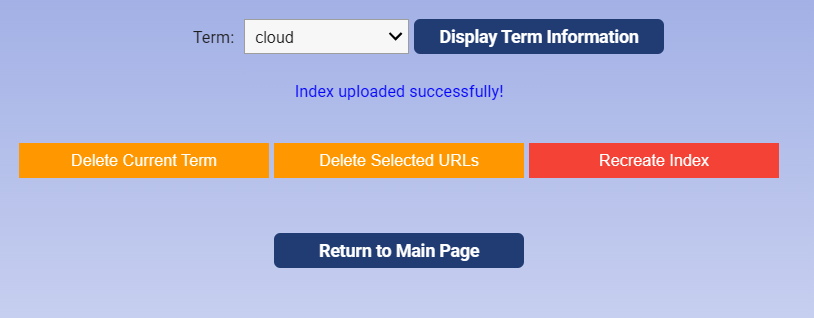 Term: cloud Display Term Information
Index uploaded successfully!
Delete Current Term Delete Selected URLs Recreate Index
Return to Main Page